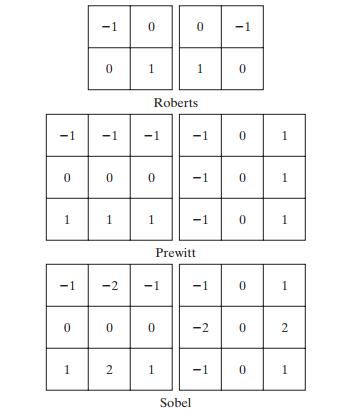 −1 0 0 −1
0 1 1 0
Roberts
−1 −1 −1 −1 0 1
0 0 0 −1 0 1
1 1 1 −1 0 1
Prewitt
−1 −2 −1 −1 0 1
0 0 0 −2 0 2
1 2 1 −1 0 1
Sobel